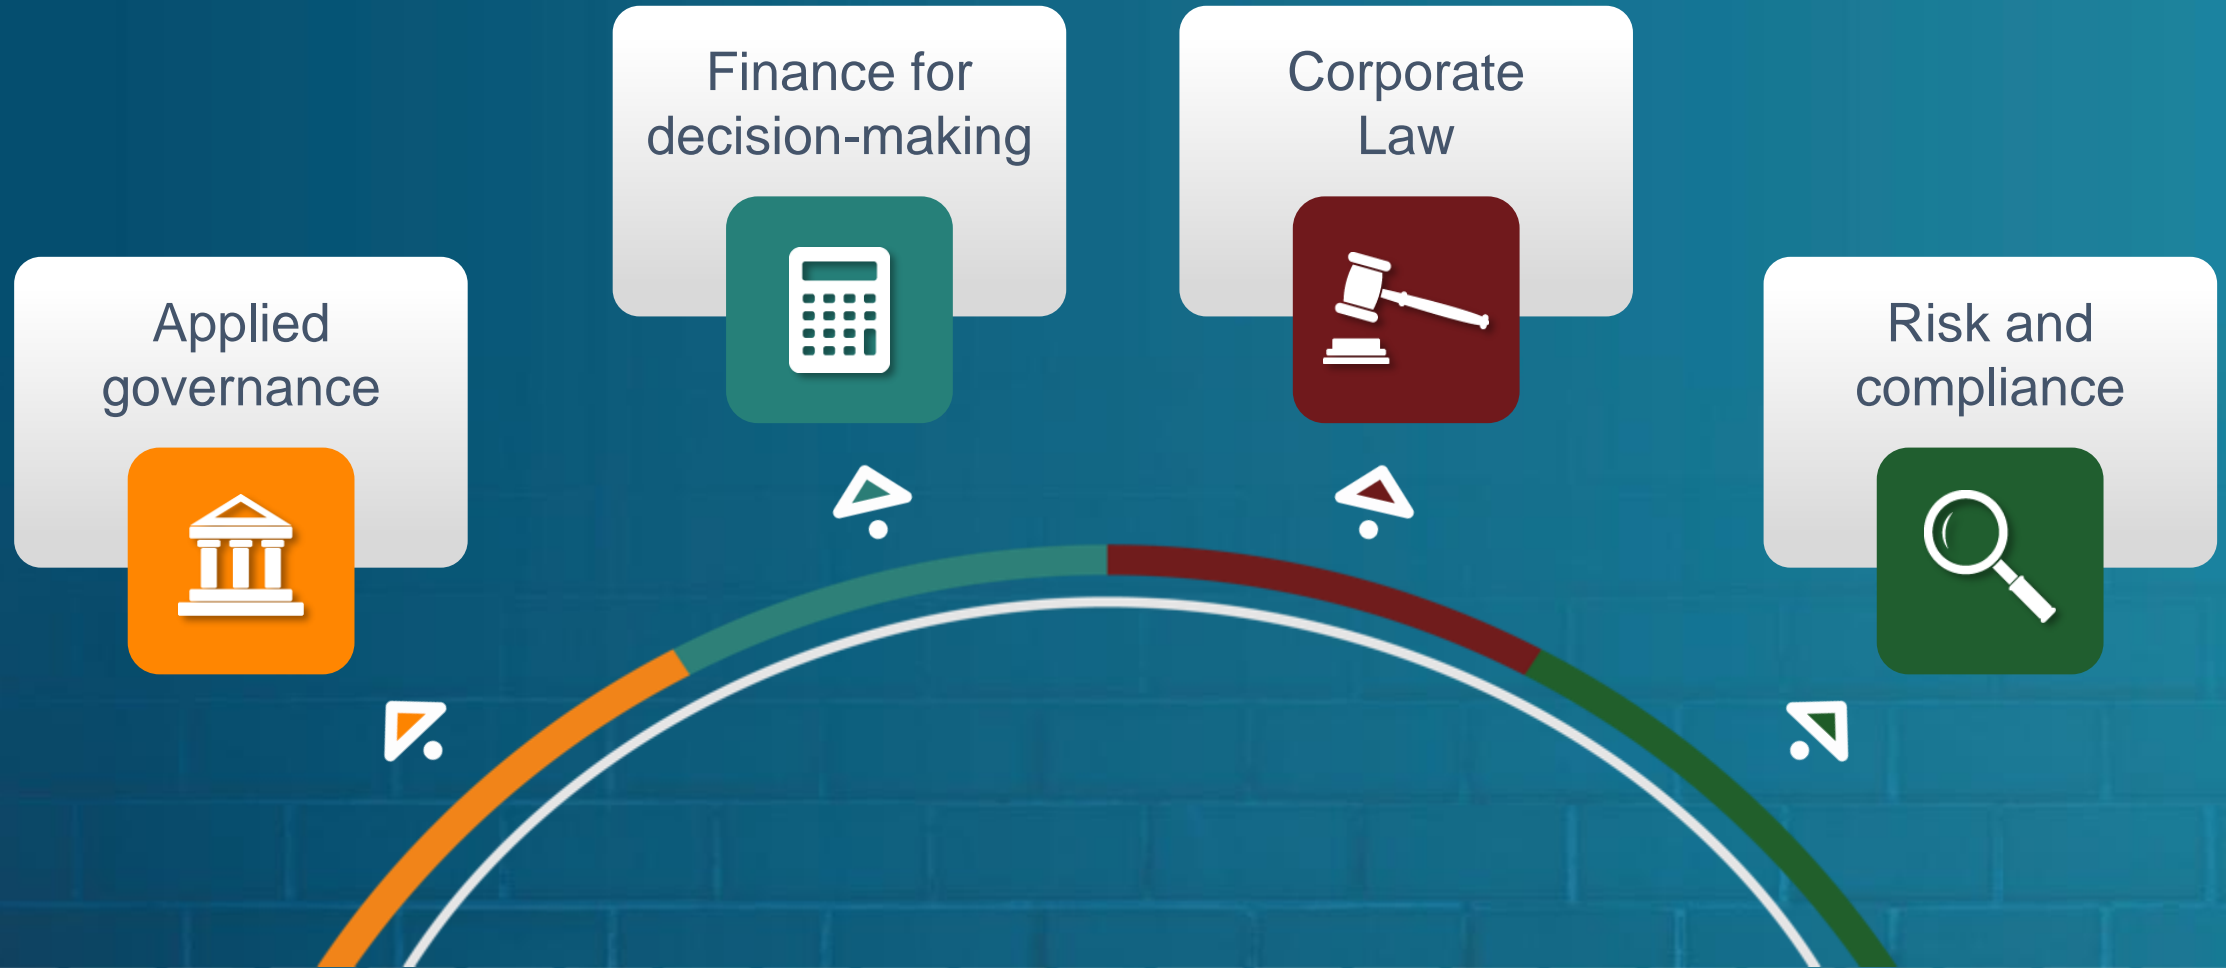 Finance for
decision-making
Corporate
Law
Applied
governance
Risk and
compliance